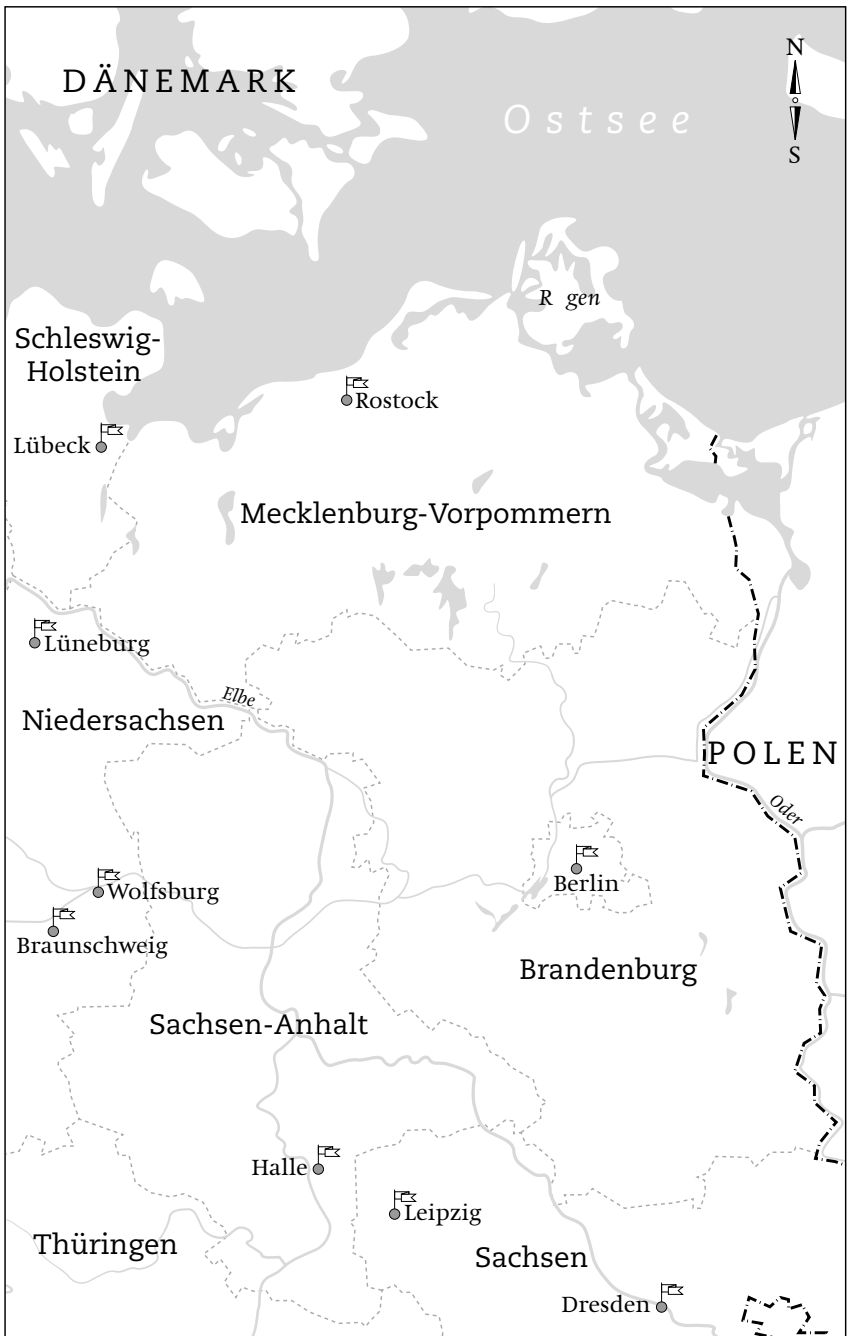 DÄNEMARK
N
Ostsee
S
R gen
Schleswig-
Holstein
Rostock
Lübeck
Mecklenburg-Vorpommern
Lüneburg
Elbe
Niedersachsen
POLEN
Oder
Berlin
Wolfsburg
Braunschweig
Brandenburg
Sachsen-Anhalt
Halle
Leipzig
Thüringen
Sachsen
Dresden